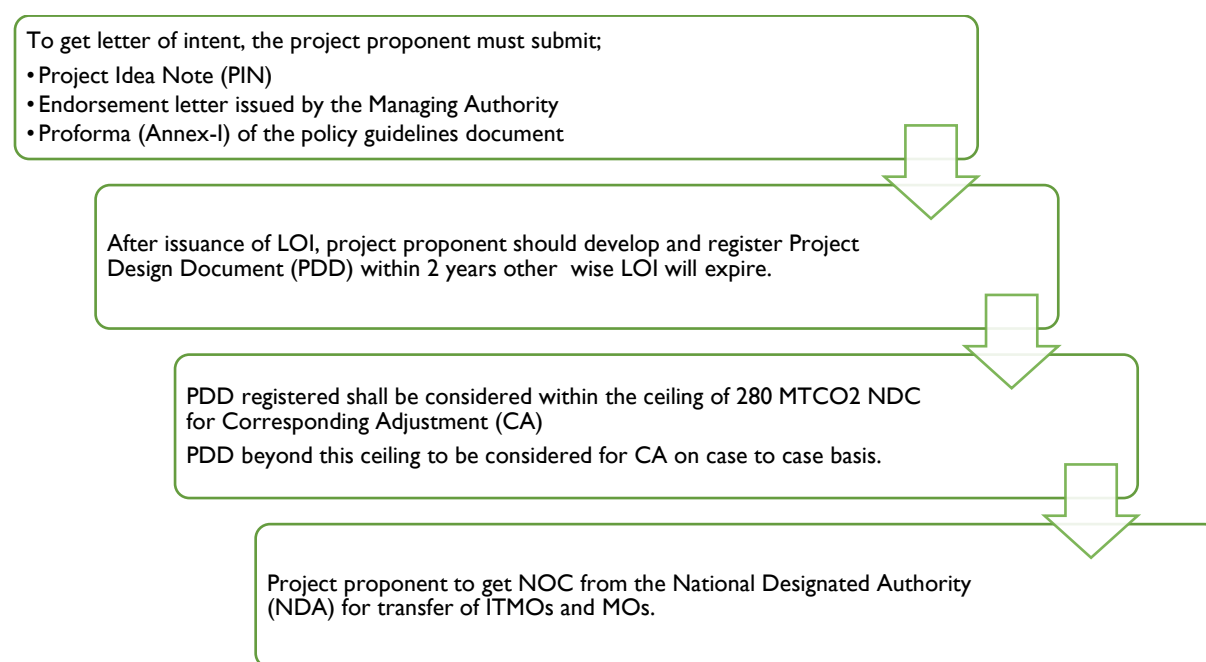 To get letter of intent, the project proponent must submit;
• Project Idea Note (PIN)
• Endorsement letter issued by the Managing Authority
• Proforma (Annex-I) of the policy guidelines document
After issuance of LOI, project proponent should develop and register Project
Design Document (PDD) within 2 years other wise LOI will expire.
PDD registered shall be considered within the ceiling of 280 MTCO2 NDC
for Corresponding Adjustment (CA)
PDD beyond this ceiling to be considered for CA on case to case basis.
Project proponent to get NOC from the National Designated Authority
(NDA) for transfer of ITMOs and MOs.